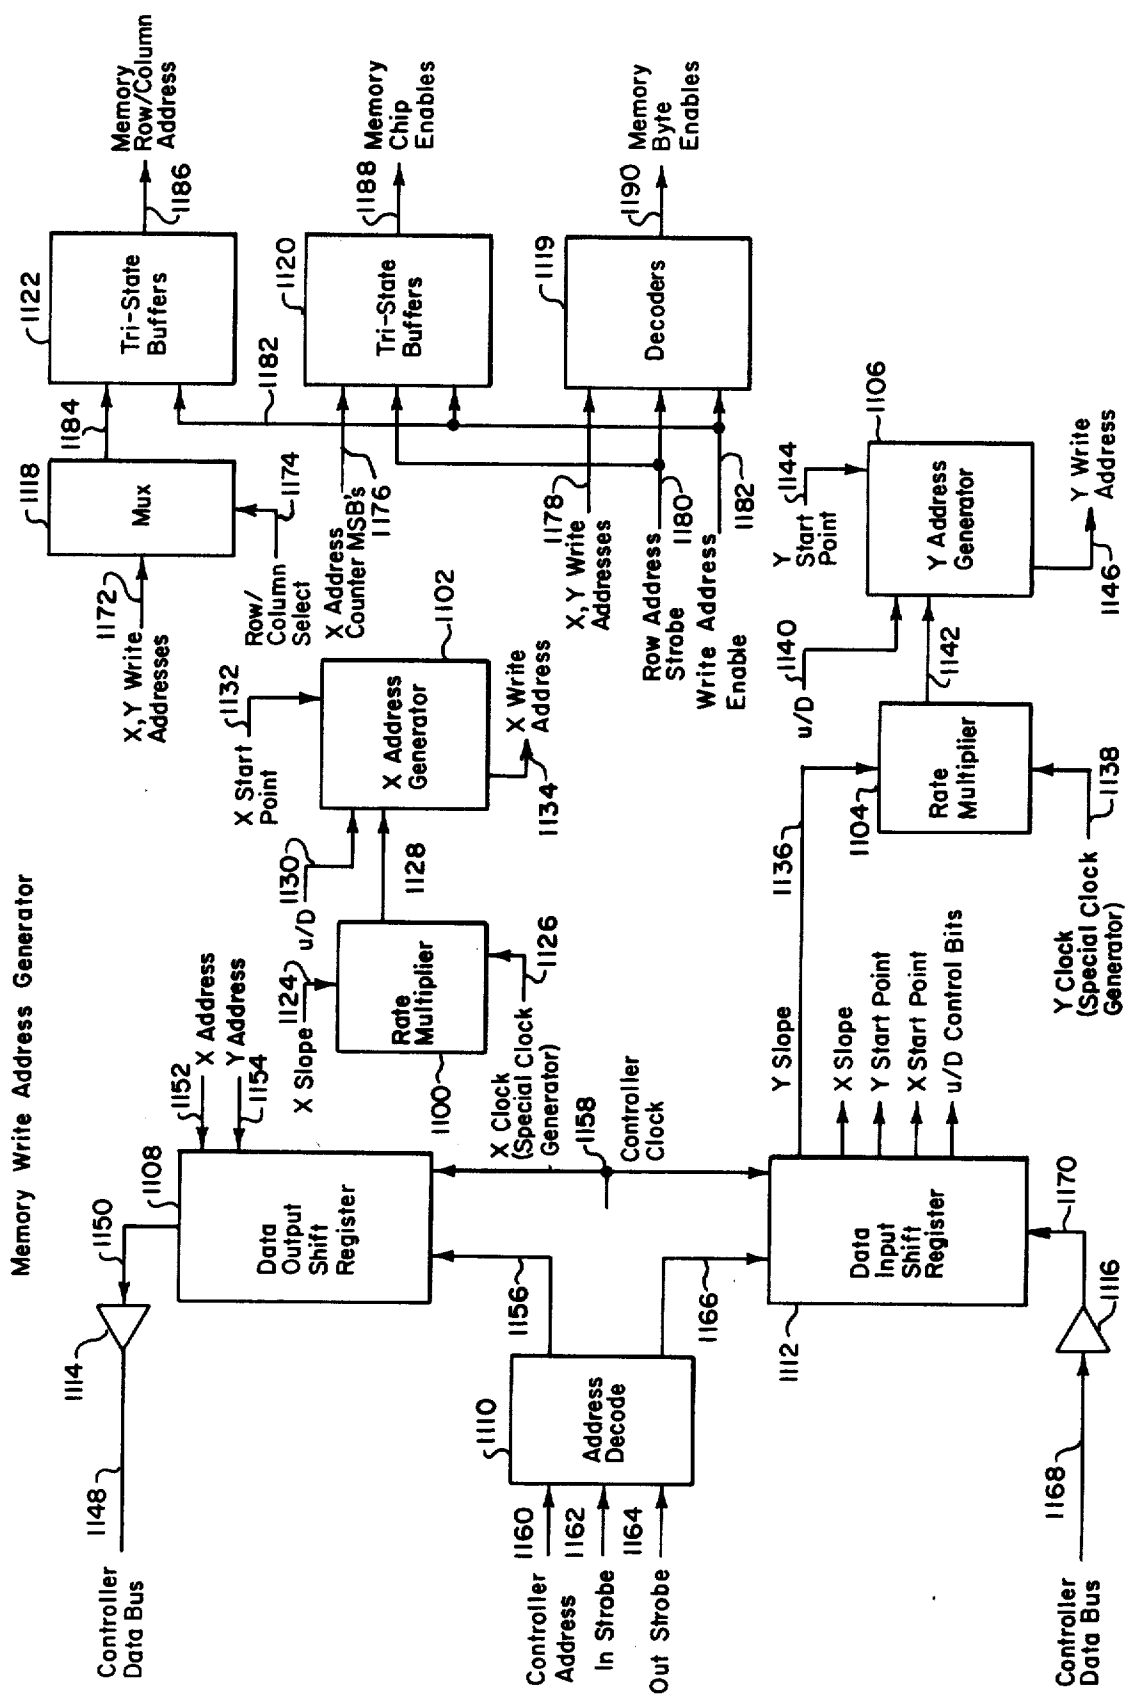 Memory Write Address Generator
Controller
Data Bus
1148
1114
1150
1108
Data
Output
Shift
Register
1152
X Address
Y Address
1154
1156
Controller
Address
1160
In Strobe
1162
Out Strobe
1164
1110
Address
Decode
1166
1158
Controller
Clock
1112
Data
Input
Shift
Register
Controller
Data Bus
1168
1116
1170
Y Slope
X Slope
Y Start Point
X Start Point
u/D Control Bits
X Slope
1124
1100
Rate
Multiplier
X Clock
(Special Clock
Generator)
1126
u/D
1130
1128
X Start
Point
1132
1102
X Address
Generator
1134
X Write
Address
1136
1104
Rate
Multiplier
Y Clock
(Special Clock
Generator)
1138
u/D
1140
1142
Y
Start
Point
1144
1106
Y Address
Generator
1146
Y Write
Address
X, Y Write
Addresses
1172
1118
Mux
Row/
Column
Select
1174
1184
1122
Tri-State
Buffers
1186
Memory
Row/Column
Address
1182
X Address
Counter MSB's
1176
1120
Tri-State
Buffers
1188
Memory
Chip
Enables
X, Y Write
Addresses
1178
Row Address
Strobe
1180
Write Address
Enable
1182
1119
Decoders
1190
Memory
Byte
Enables